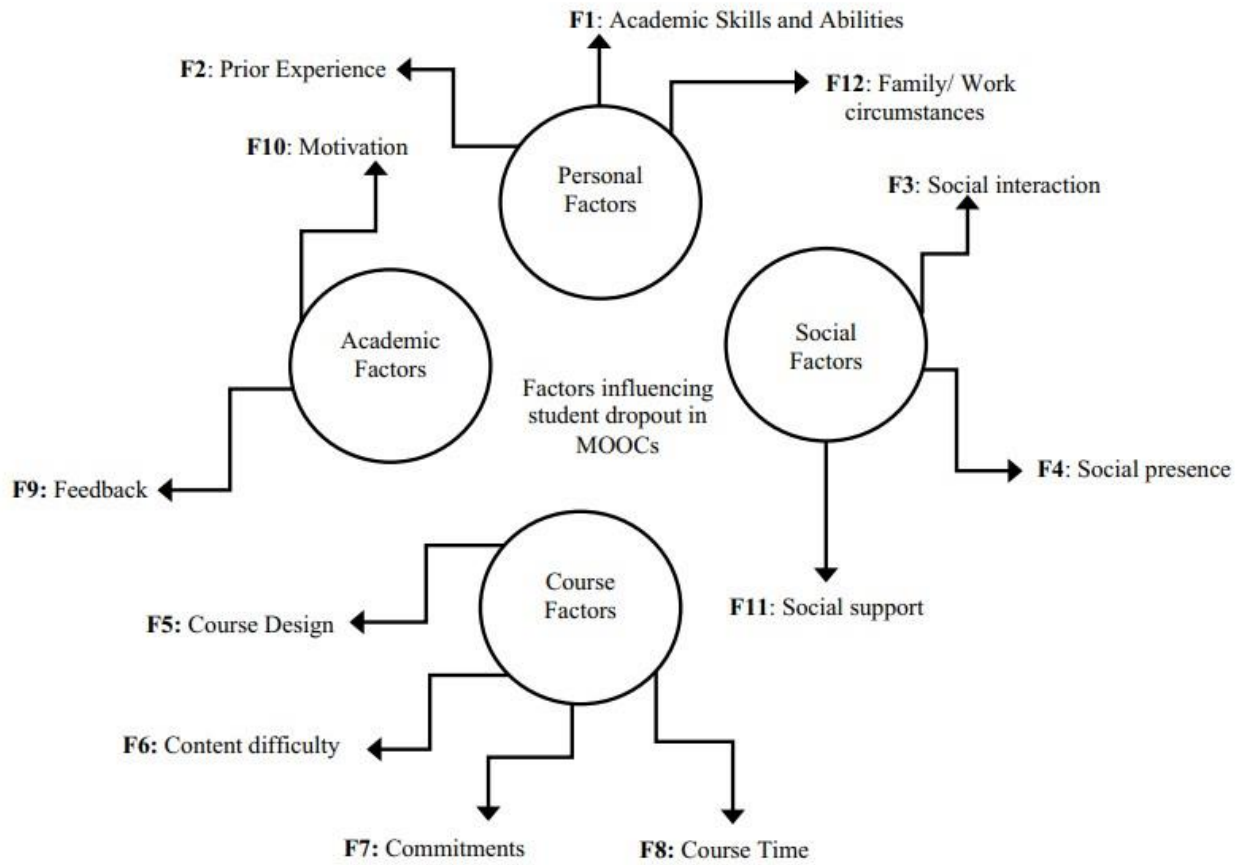 F1: Academic Skills and Abilities
F2: Prior Experience
F12: Family/ Work
circumstances
F10: Motivation
Personal
Factors
F3: Social interaction
Academic
Factors
Social
Factors
Factors influencing
student dropout in
MOOCs
F9: Feedback
F4: Social presence
Course
Factors
F11: Social support
F5: Course Design
F6: Content difficulty
F7: Commitments
F8: Course Time